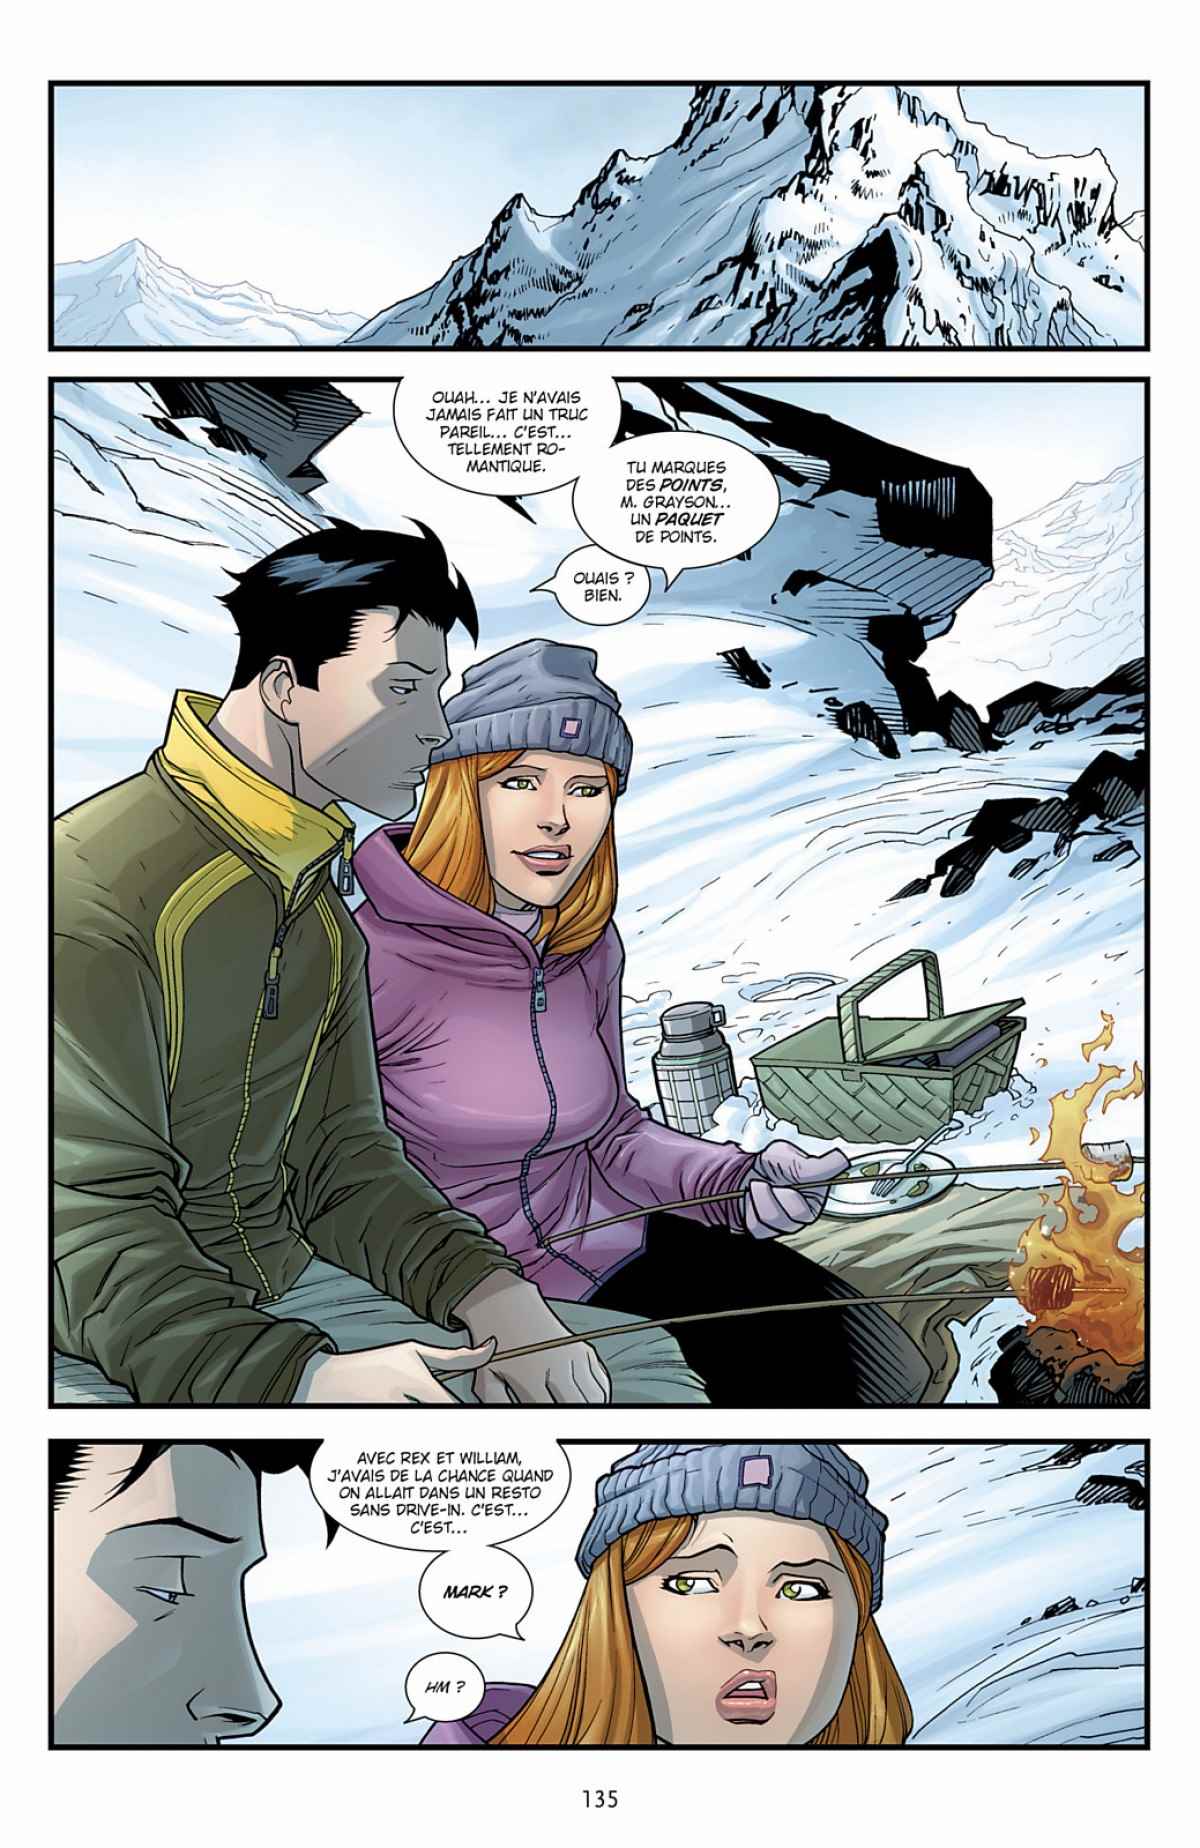 OUAH... JE N'AVAIS
JAMAIS FAIT UN TRUC
PAREIL... C'EST...
TELLEMENT RO-
MANTIQUE.
TU MARQUES
DES POINTS,
M. GRAYSON...
UN PAQUET
DE POINTS.
OUAIS ?
BIEN.
AVEC REX ET WILLIAM,
J'AVAIS DE LA CHANCE QUAND
ON ALLAIT DANS UN RESTO
SANS DRIVE-IN. C'EST...
C'EST...
MARK ?
HM ?
135